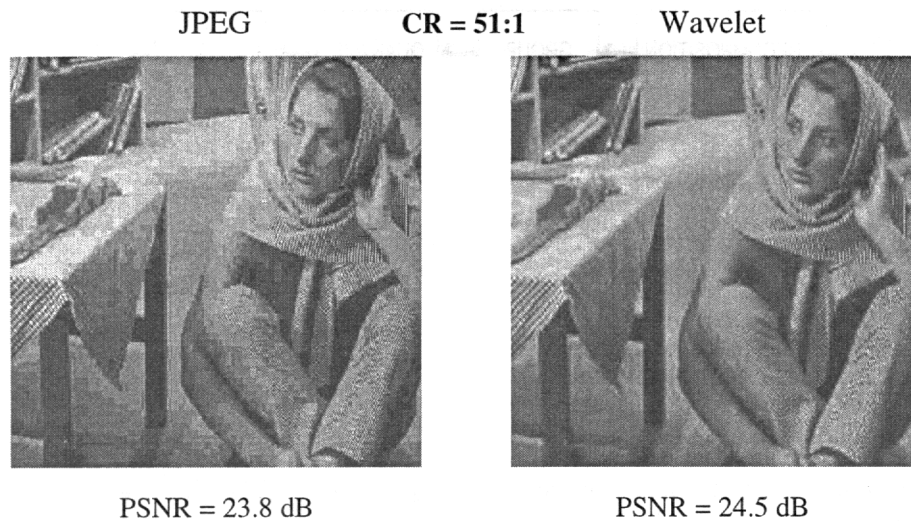 JPEG CR = 51:1 Wavelet
PSNR = 23.8 dB PSNR = 24.5 dB